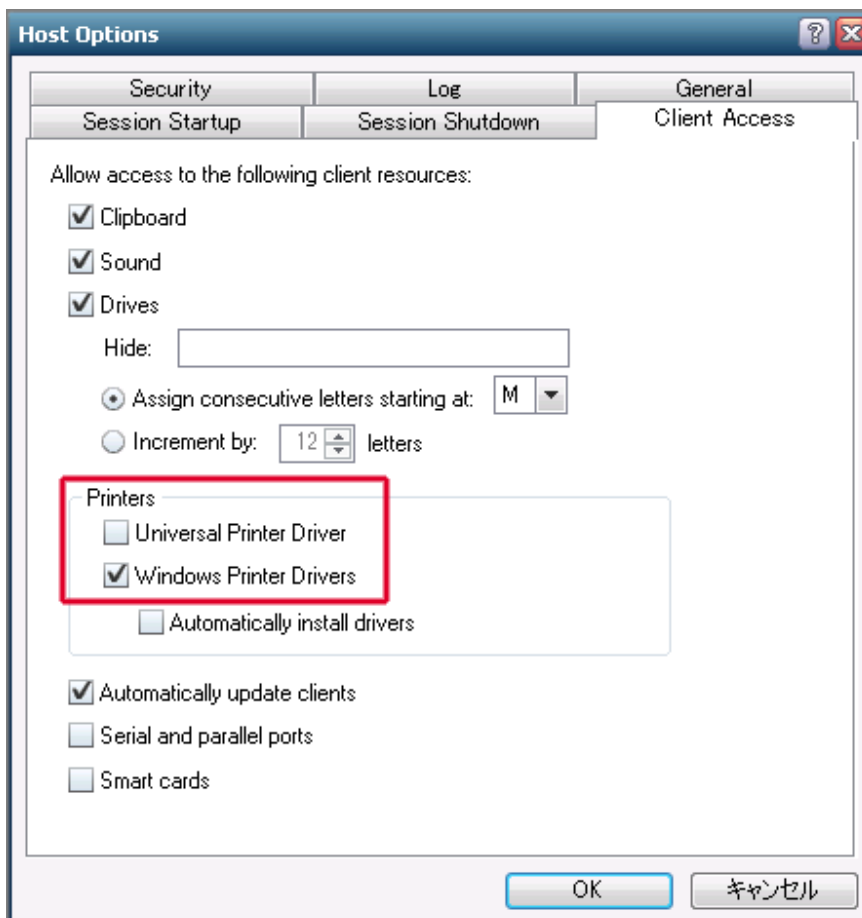 Host Options
Security Log General
Session Startup Session Shutdown Client Access
Allow access to the following client resources:
Clipboard
Sound
Drives
Hide:
Assign consecutive letters starting at: M
Increment by: 12 letters
Printers
Universal Printer Driver
Windows Printer Drivers
Automatically install drivers
Automatically update clients
Serial and parallel ports
Smart cards
OK キャンセル